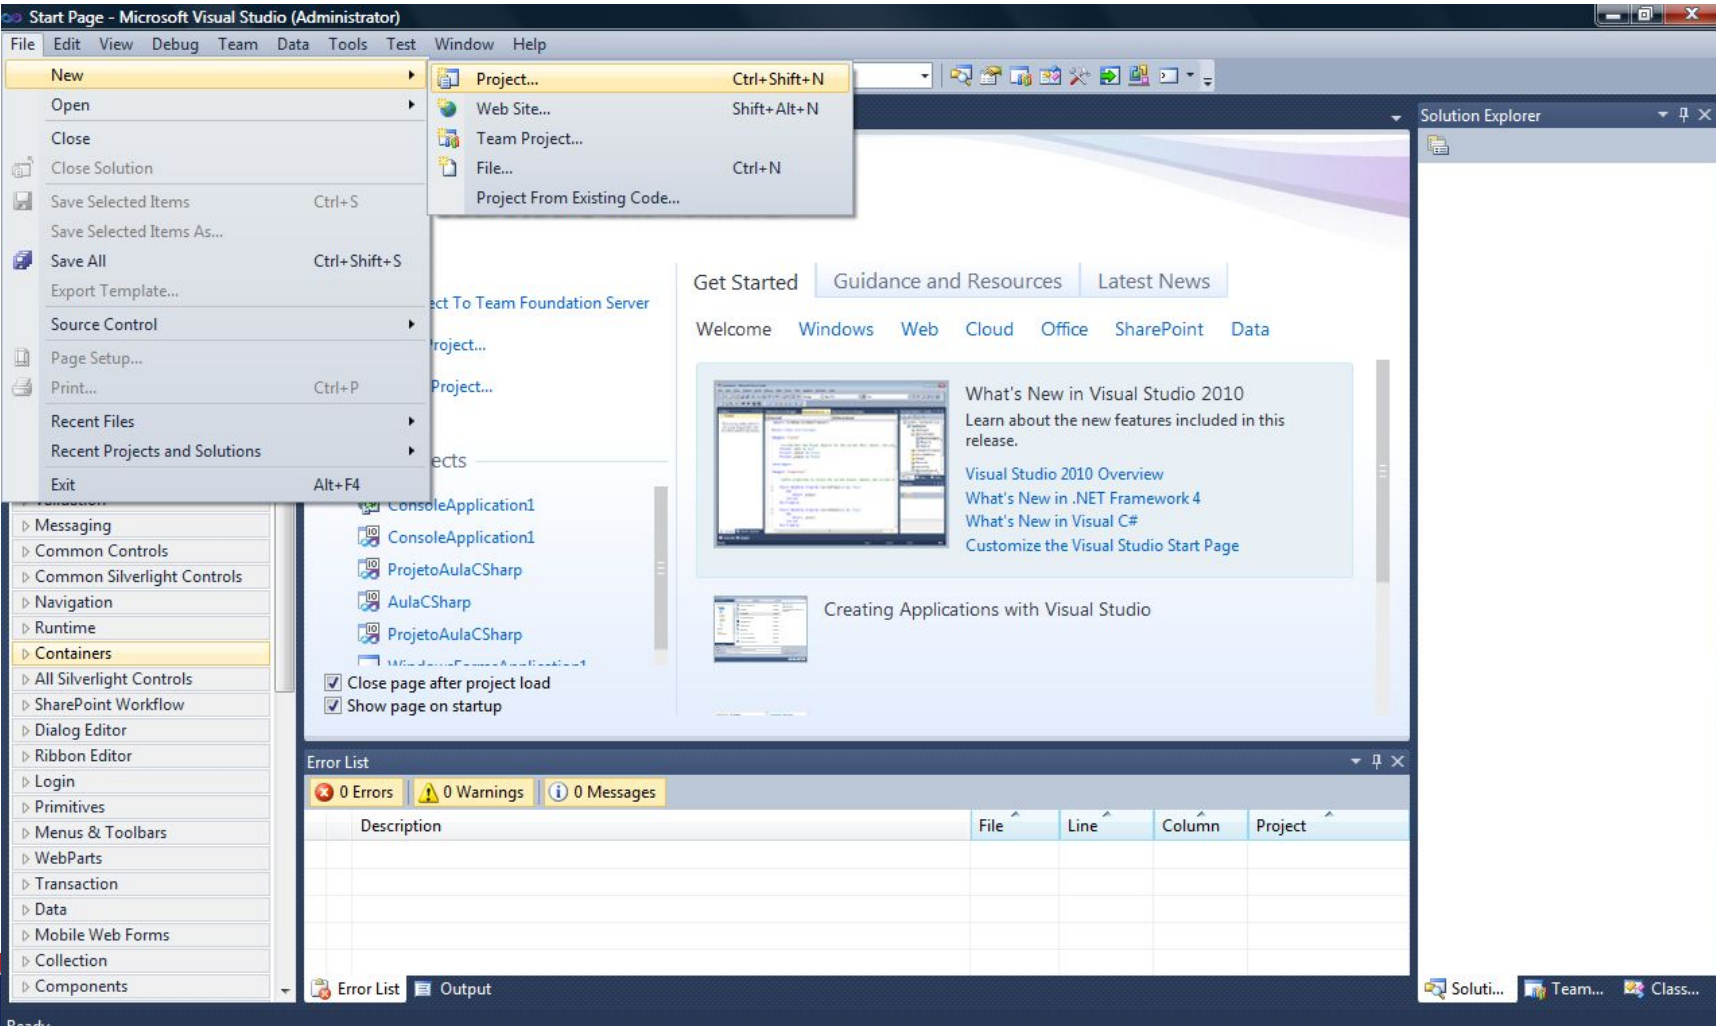 Start Page - Microsoft Visual Studio (Administrator)
File Edit View Debug Team Data Tools Test Window Help
New
Open
Close
Close Solution
Save Selected Items Ctrl+S
Save Selected Items As...
Save All Ctrl+Shift+S
Export Template...
Source Control
Page Setup...
Print... Ctrl+P
Recent Files
Recent Projects and Solutions
Exit Alt+F4
Project... Ctrl+Shift+N
Web Site... Shift+Alt+N
Team Project...
File... Ctrl+N
Project From Existing Code...
Messaging
Common Controls
Common Silverlight Controls
Navigation
Runtime
Containers
All Silverlight Controls
SharePoint Workflow
Dialog Editor
Ribbon Editor
Login
Primitives
Menus & Toolbars
WebParts
Transaction
Data
Mobile Web Forms
Collection
Components
ect To Team Foundation Server
roject...
Project...
ects
ConsoleApplication1
ConsoleApplication1
ProjetoAulaCSharp
AulaCSharp
ProjetoAulaCSharp
WindowsFormsApplication1
Close page after project load
Show page on startup
Get Started Guidance and Resources Latest News
Welcome Windows Web Cloud Office SharePoint Data
What's New in Visual Studio 2010
Learn about the new features included in this
release.
Visual Studio 2010 Overview
What's New in .NET Framework 4
What's New in Visual C#
Customize the Visual Studio Start Page
Creating Applications with Visual Studio
Error List
0 Errors 0 Warnings 0 Messages
Description File Line Column Project
Error List Output
Solution Explorer
Soluti... Team... Class...
Ready